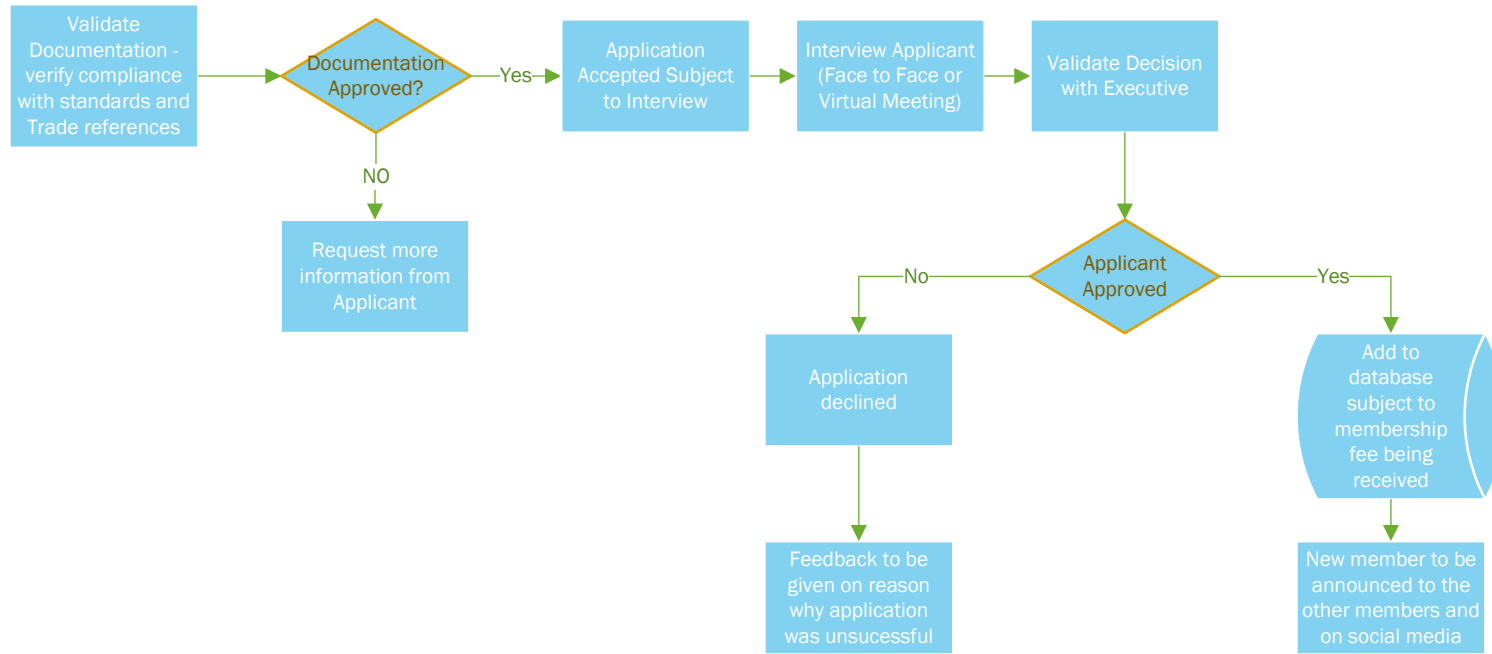 Validate
Documentation -
verify compliance
with standards and
Trade references
Documentation
Approved?
Yes
Application
Accepted Subject
to Interview
Interview Applicant
(Face to Face or
Virtual Meeting)
Validate Decision
with Executive
NO
Request more
information from
Applicant
Applicant
Approved
No
Yes
Application
declined
Add to
database
subject to
membership
fee being
received
Feedback to be
given on reason
why application
was unsucessful
New member to be
announced to the
other members and
on social media